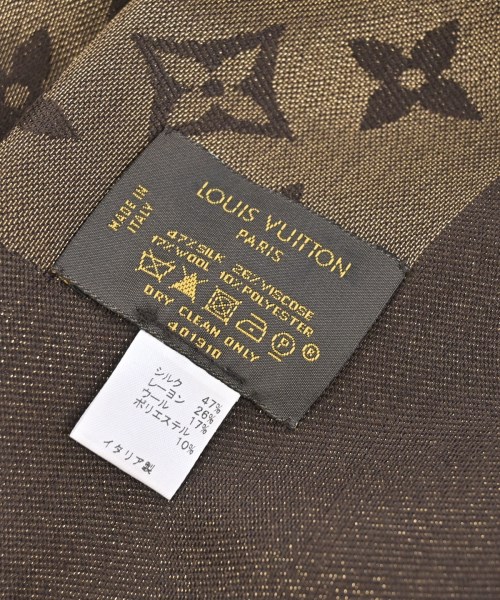 MADE IN
ITALY
LOUIS VUITTON
PARIS
47%SILK 26%VISCOSE
17%WOOL 10%POLYESTER
P ®
DRY CLEAN ONLY
401910
シルク 47%
レーヨン 26%
ウール 17%
ポリエステル 10%
イタリア製